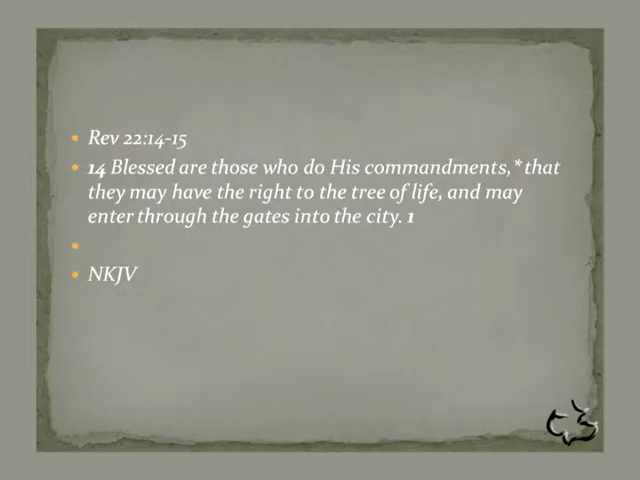 Rev 22:14-15
14 Blessed are those who do His commandments,* that
they may have the right to the tree of life, and may
enter through the gates into the city. 1
NKJV